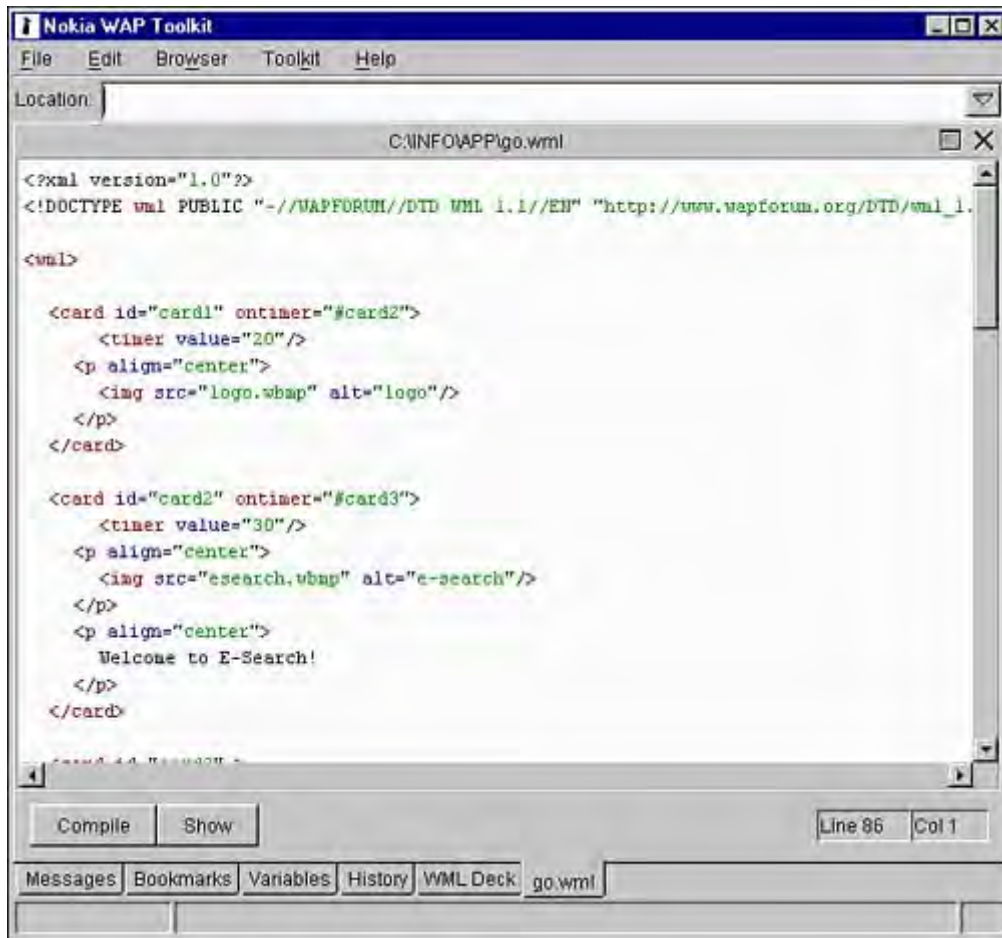 Nokia WAP Toolkit
File Edit Browser Toolkit Help
Location:
C:\INFO\APP\go.wml
<?xml version="1.0"?>
<!DOCTYPE wml PUBLIC "-//WAPFORUM//DTD WML 1.1//EN" "http://www.wapforum.org/DTD/wml_1.
<wml>
<card id="card1" ontimer="#card2">
<timer value="20"/>
<p align="center">
<img src="logo.wbmp" alt="logo"/>
</p>
</card>
<card id="card2" ontimer="#card3">
<timer value="30"/>
<p align="center">
<img src="esearch.wbmp" alt="e-search"/>
</p>
<p align="center">
Welcome to E-Search!
</p>
</card>
Compile Show Line 86 Col 1
Messages Bookmarks Variables History WML Deck go.wml